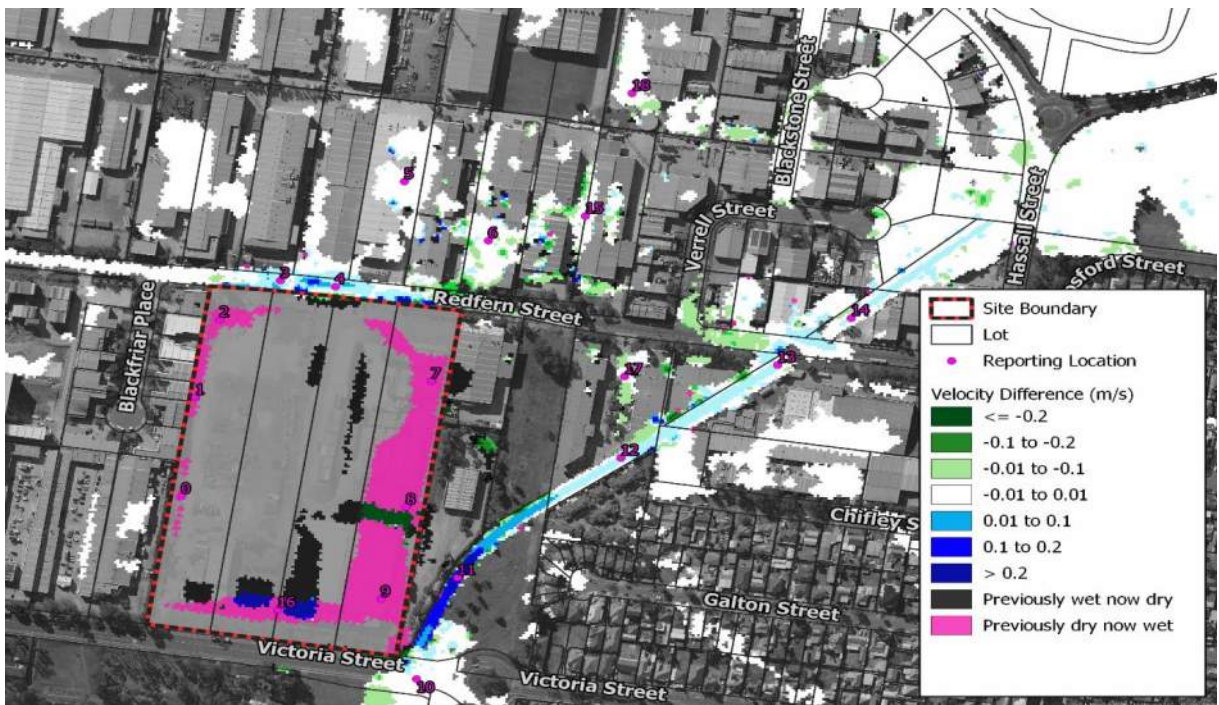 18
Blackstone Street
5
15
6
Verrell Street
Hassall Street
ssford Street
3
4
Redfern Street
14
2
Blackfriar Place
13
17
7
1
12
0
8
Chifley S
11
9
16
Galton Street
Victoria Street
10
Victoria Street
Site Boundary
Lot
Reporting Location
Velocity Difference (m/s)
<= -0.2
-0.1 to -0.2
-0.01 to -0.1
-0.01 to 0.01
0.01 to 0.1
0.1 to 0.2
> 0.2
Previously wet now dry
Previously dry now wet